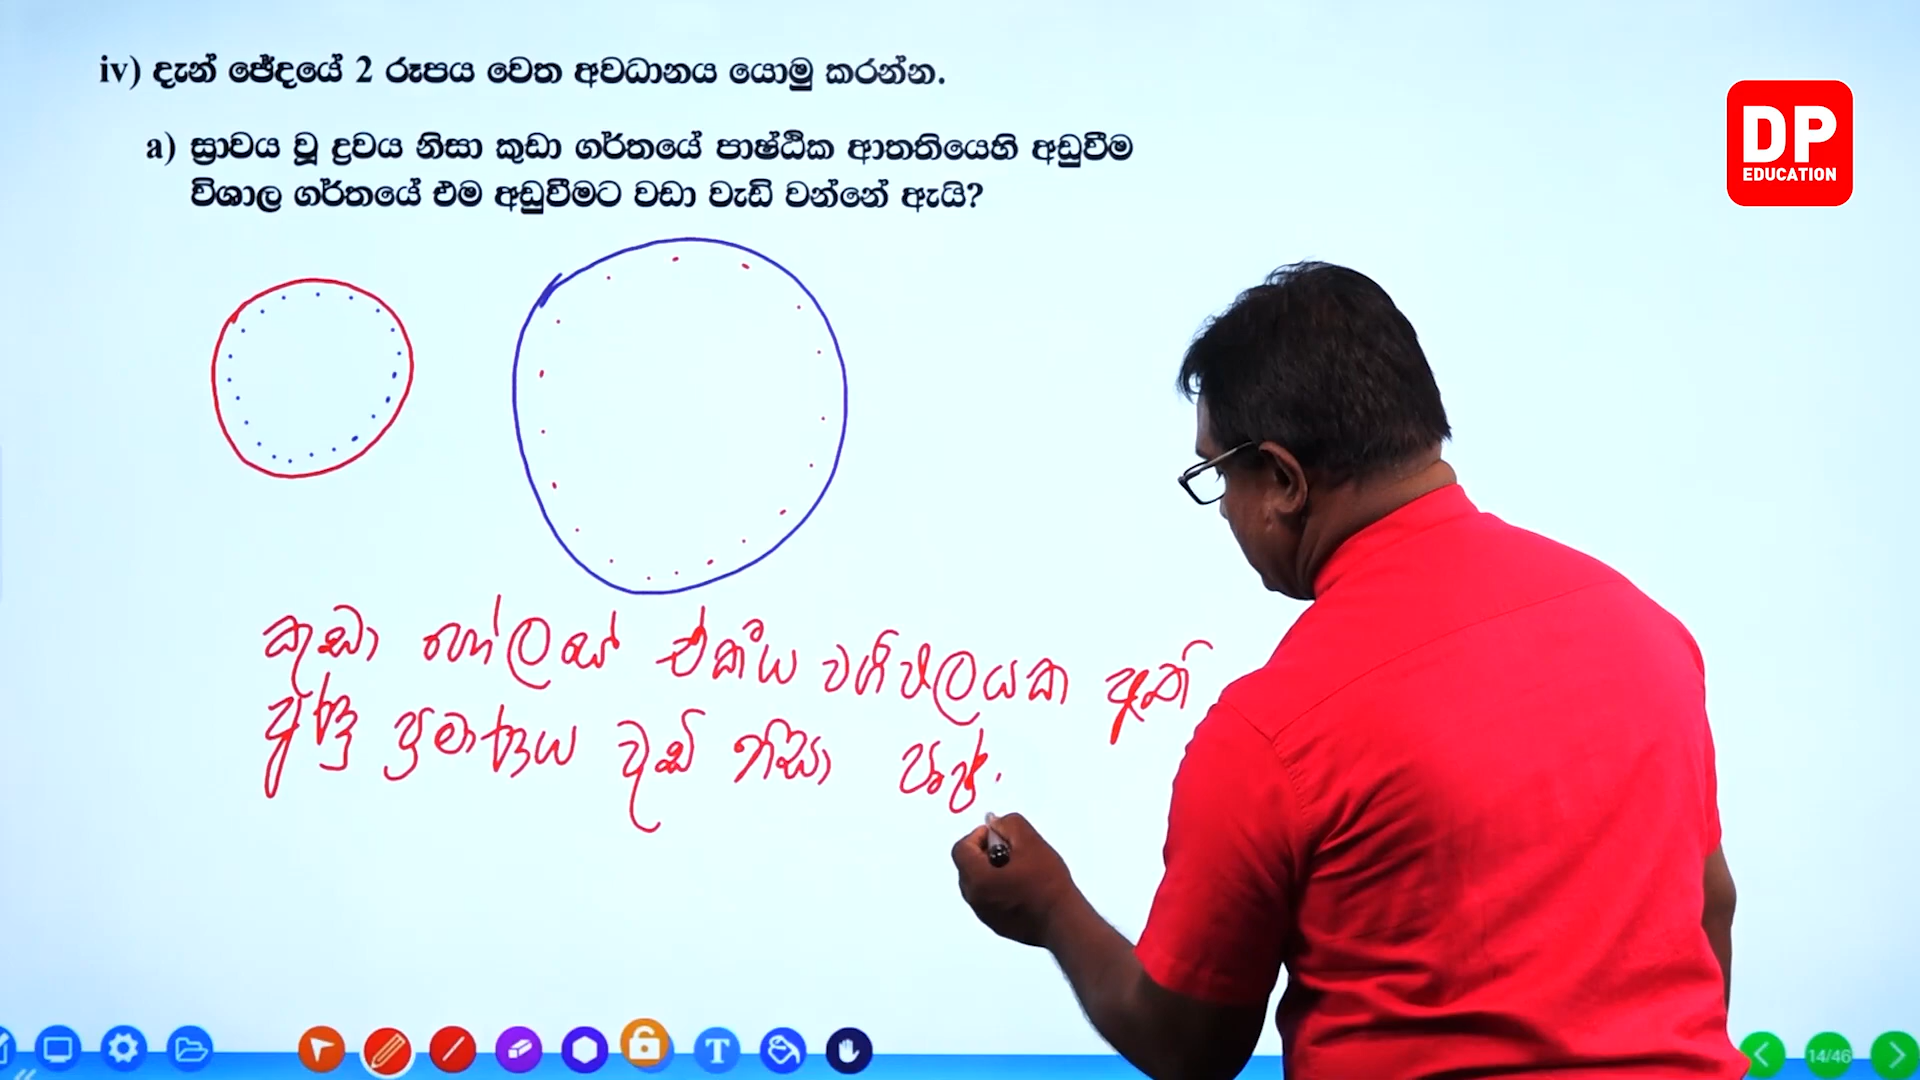 iv) දැන් ඡේදයේ 2 රූපය වෙත අවධානය යොමු කරන්න.
a) ස්‍රාවය වූ ද්‍රවය නිසා කුඩා ගර්තයේ පෘෂ්ඨික ආතතියෙහි අඩුවීම
විශාල ගර්තයේ එම අඩුවීමට වඩා වැඩි වන්නේ ඇයි?
DP
EDUCATION
කුඩා ගෝලයේ ඒකීය වර්ගඵලයක ඇති
අණු ප්‍රමාණය වැඩි නිසා පෘෂ්
T
14/46